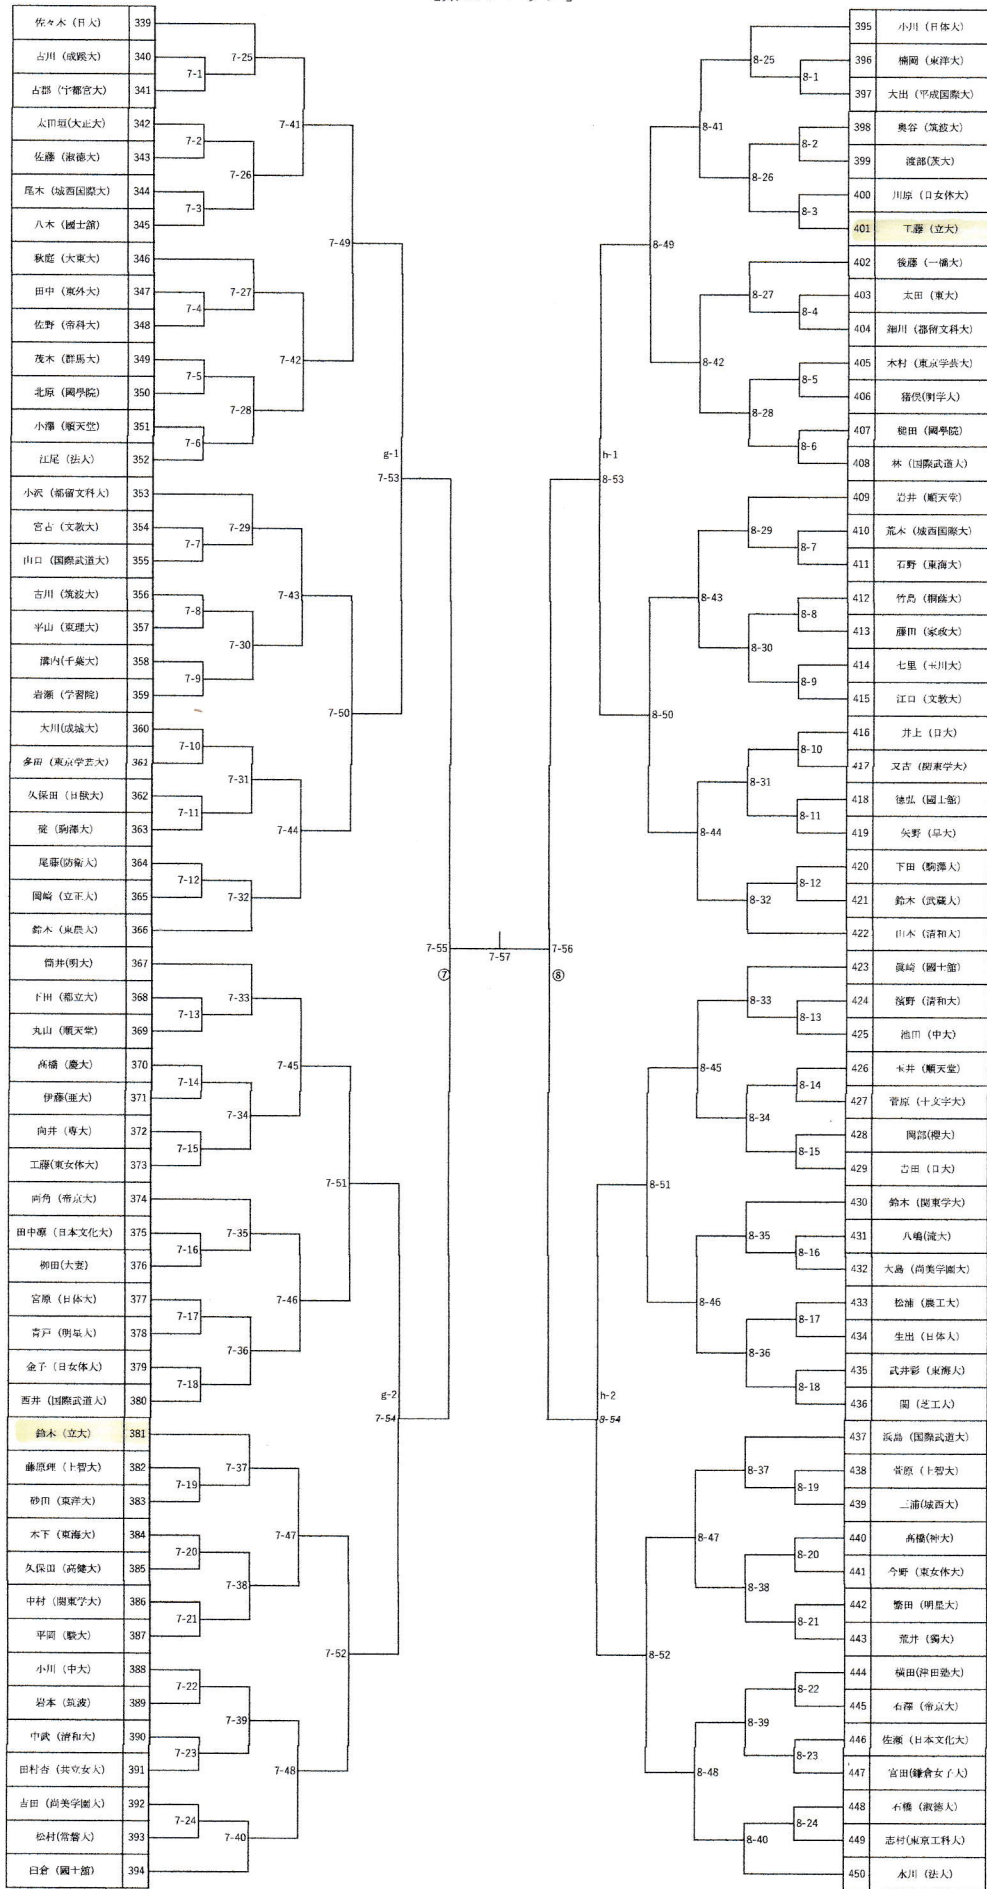 佐々木（日大） 339
古川（成蹊大） 340
古郡（宇都宮大） 341
太田垣(大正大) 342
佐藤（淑徳大） 343
尾木（城西国際大） 344
八木（國士舘） 345
秋庭（大東大） 346
田中（東外大） 347
佐野（帝科大） 348
茂木（群馬大） 349
北原（國學院） 350
小澤（順天堂） 351
江尾（法大） 352
小沢（都留文科大） 353
宮古（文教大） 354
山口（国際武道大） 355
古川（筑波大） 356
平山（東理大） 357
溝内(千葉大) 358
岩瀬（学習院） 359
大川(成城大) 360
多田（東京学芸大） 361
久保田（日獣大） 362
碇（駒澤大） 363
尾藤(防衛大) 364
岡崎（立正大） 365
鈴木（東農大） 366
筒井(明大) 367
下田（都立大） 368
丸山（順天堂） 369
髙橋（慶大） 370
伊藤(亜大) 371
向井（専大） 372
工藤(東女体大) 373
両角（帝京大） 374
田中凛（日本文化大） 375
柳田(大妻) 376
宮原（日体大） 377
青戸（明星大） 378
金子（日女体大） 379
西井（国際武道大） 380
鈴木（立大） 381
藤原理（上智大） 382
砂田（東洋大） 383
木下（東海大） 384
久保田（高健大） 385
中村（関東学大） 386
平岡（駿大） 387
小川（中大） 388
岩本（筑波） 389
中武（清和大） 390
田村杏（共立女大） 391
吉田（尚美学園大） 392
松村(常磐大) 393
臼倉（國士舘） 394
7-1
7-2
7-3
7-4
7-5
7-6
7-7
7-8
7-9
7-10
7-11
7-12
7-13
7-14
7-15
7-16
7-17
7-18
7-19
7-20
7-21
7-22
7-23
7-24
7-25
7-26
7-27
7-28
7-29
7-30
7-31
7-32
7-33
7-34
7-35
7-36
7-37
7-38
7-39
7-40
7-41
7-42
7-43
7-44
7-45
7-46
7-47
7-48
7-49
7-50
7-51
7-52
g-1
7-53
g-2
7-54
7-55
⑦
7-57
7-56
⑧
h-1
8-53
h-2
8-54
8-49
8-50
8-51
8-52
8-41
8-42
8-43
8-44
8-45
8-46
8-47
8-48
8-25
8-26
8-27
8-28
8-29
8-30
8-31
8-32
8-33
8-34
8-35
8-36
8-37
8-38
8-39
8-40
8-1
8-2
8-3
8-4
8-5
8-6
8-7
8-8
8-9
8-10
8-11
8-12
8-13
8-14
8-15
8-16
8-17
8-18
8-19
8-20
8-21
8-22
8-23
8-24
395 小川（日体大）
396 楠岡（東洋大）
397 大出（平成国際大）
398 奥谷（筑波大）
399 渡部(茨大)
400 川原（日女体大）
401 工藤（立大）
402 後藤（一橋大）
403 太田（東大）
404 細川（都留文科大）
405 木村（東京学芸大）
406 猪俣(明学大)
407 槌田（國學院）
408 林（国際武道大）
409 岩井（順天堂）
410 荒木（城西国際大）
411 石野（東海大）
412 竹島（桐蔭大）
413 藤田（家政大）
414 七里（玉川大）
415 江口（文教大）
416 井上（日大）
417 又吉（関東学大）
418 徳弘（國士舘）
419 矢野（早大）
420 下田（駒澤大）
421 鈴木（武蔵大）
422 山本（清和大）
423 眞崎（國士舘）
424 濱野（清和大）
425 池田（中大）
426 玉井（順天堂）
427 菅原（十文字大）
428 岡部(櫻大)
429 吉田（日大）
430 鈴木（関東学大）
431 八嶋(流大)
432 大島（尚美学園大）
433 松浦（農工大）
434 生出（日体大）
435 武井彩（東海大）
436 関（芝工大）
437 浜島（国際武道大）
438 菅原（上智大）
439 三浦(城西大)
440 髙橋(神大)
441 今野（東女体大）
442 繁田（明星大）
443 荒井（獨大）
444 横田(津田塾大)
445 石澤（帝京大）
446 佐瀬（日本文化大）
447 宮田(鎌倉女子大)
448 石橋（淑徳大）
449 志村(東京工科大)
450 水川（法大）